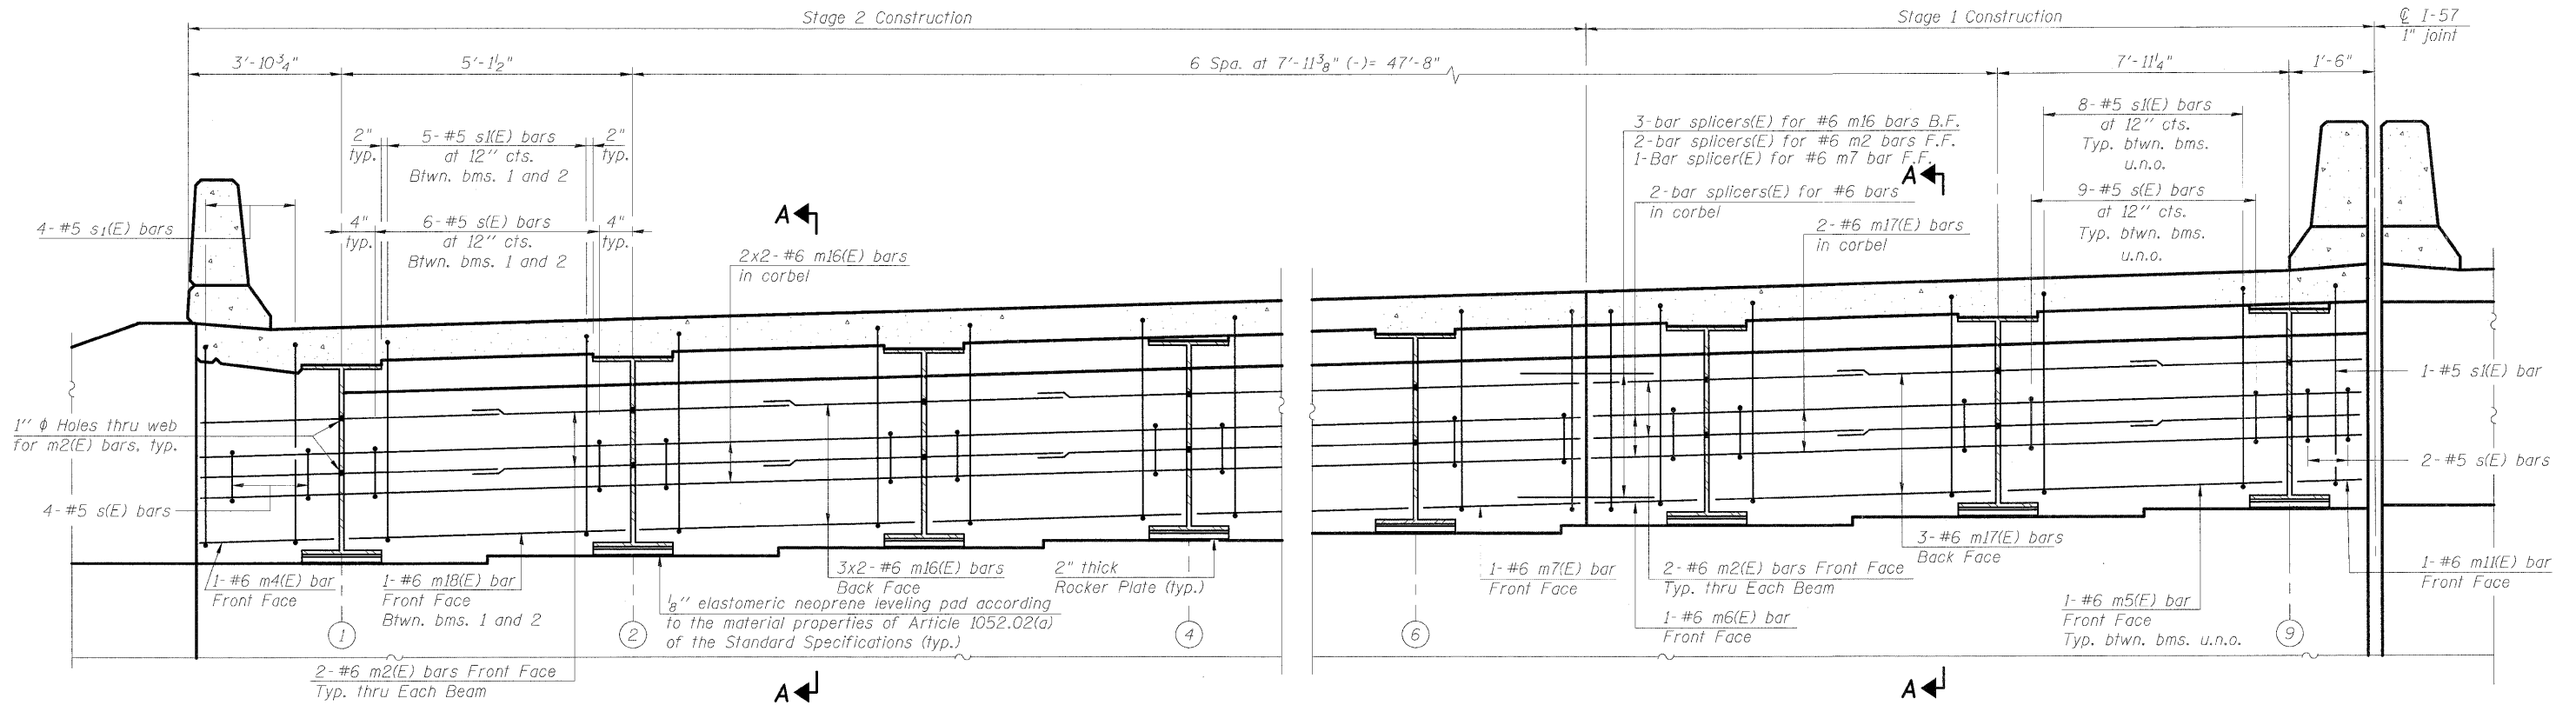 Stage 2 Construction
Stage 1 Construction
℄ I-57
1" joint
3'-10¾"
5'-1½"
6 Spa. at 7'-11⅜" (-)= 47'-8"
7'-11¼"
1'-6"
2"
typ.
5-#5 s1(E) bars
at 12" cts.
Btwn. bms. 1 and 2
2"
typ.
4-#5 s1(E) bars
4"
typ.
6-#5 s(E) bars
at 12" cts.
Btwn. bms. 1 and 2
4"
typ.
A
2x2-#6 m16(E) bars
in corbel
3-bar splicers(E) for #6 m16 bars B.F.
2-bar splicers(E) for #6 m2 bars F.F.
1-Bar splicer(E) for #6 m7 bar F.F.
A
2-bar splicers(E) for #6 bars
in corbel
2-#6 m17(E) bars
in corbel
8-#5 s1(E) bars
at 12" cts.
Typ. btwn. bms.
u.n.o.
9-#5 s(E) bars
at 12" cts.
Typ. btwn. bms.
u.n.o.
1-#5 s1(E) bar
1" ϕ Holes thru web
for m2(E) bars, typ.
2-#5 s(E) bars
4-#5 s(E) bars
1-#6 m4(E) bar
Front Face
1-#6 m18(E) bar
Front Face
Btwn. bms. 1 and 2
3x2-#6 m16(E) bars
Back Face
2" thick
Rocker Plate (typ.)
⅛" elastomeric neoprene leveling pad according
to the material properties of Article 1052.02(a)
of the Standard Specifications (typ.)
1-#6 m7(E) bar
Front Face
2-#6 m2(E) bars Front Face
Typ. thru Each Beam
1-#6 m6(E) bar
Front Face
3-#6 m17(E) bars
Back Face
1-#6 m5(E) bar
Front Face
Typ. btwn. bms. u.n.o.
1-#6 m11(E) bar
Front Face
1
2
4
6
9
2-#6 m2(E) bars Front Face
Typ. thru Each Beam
A
A